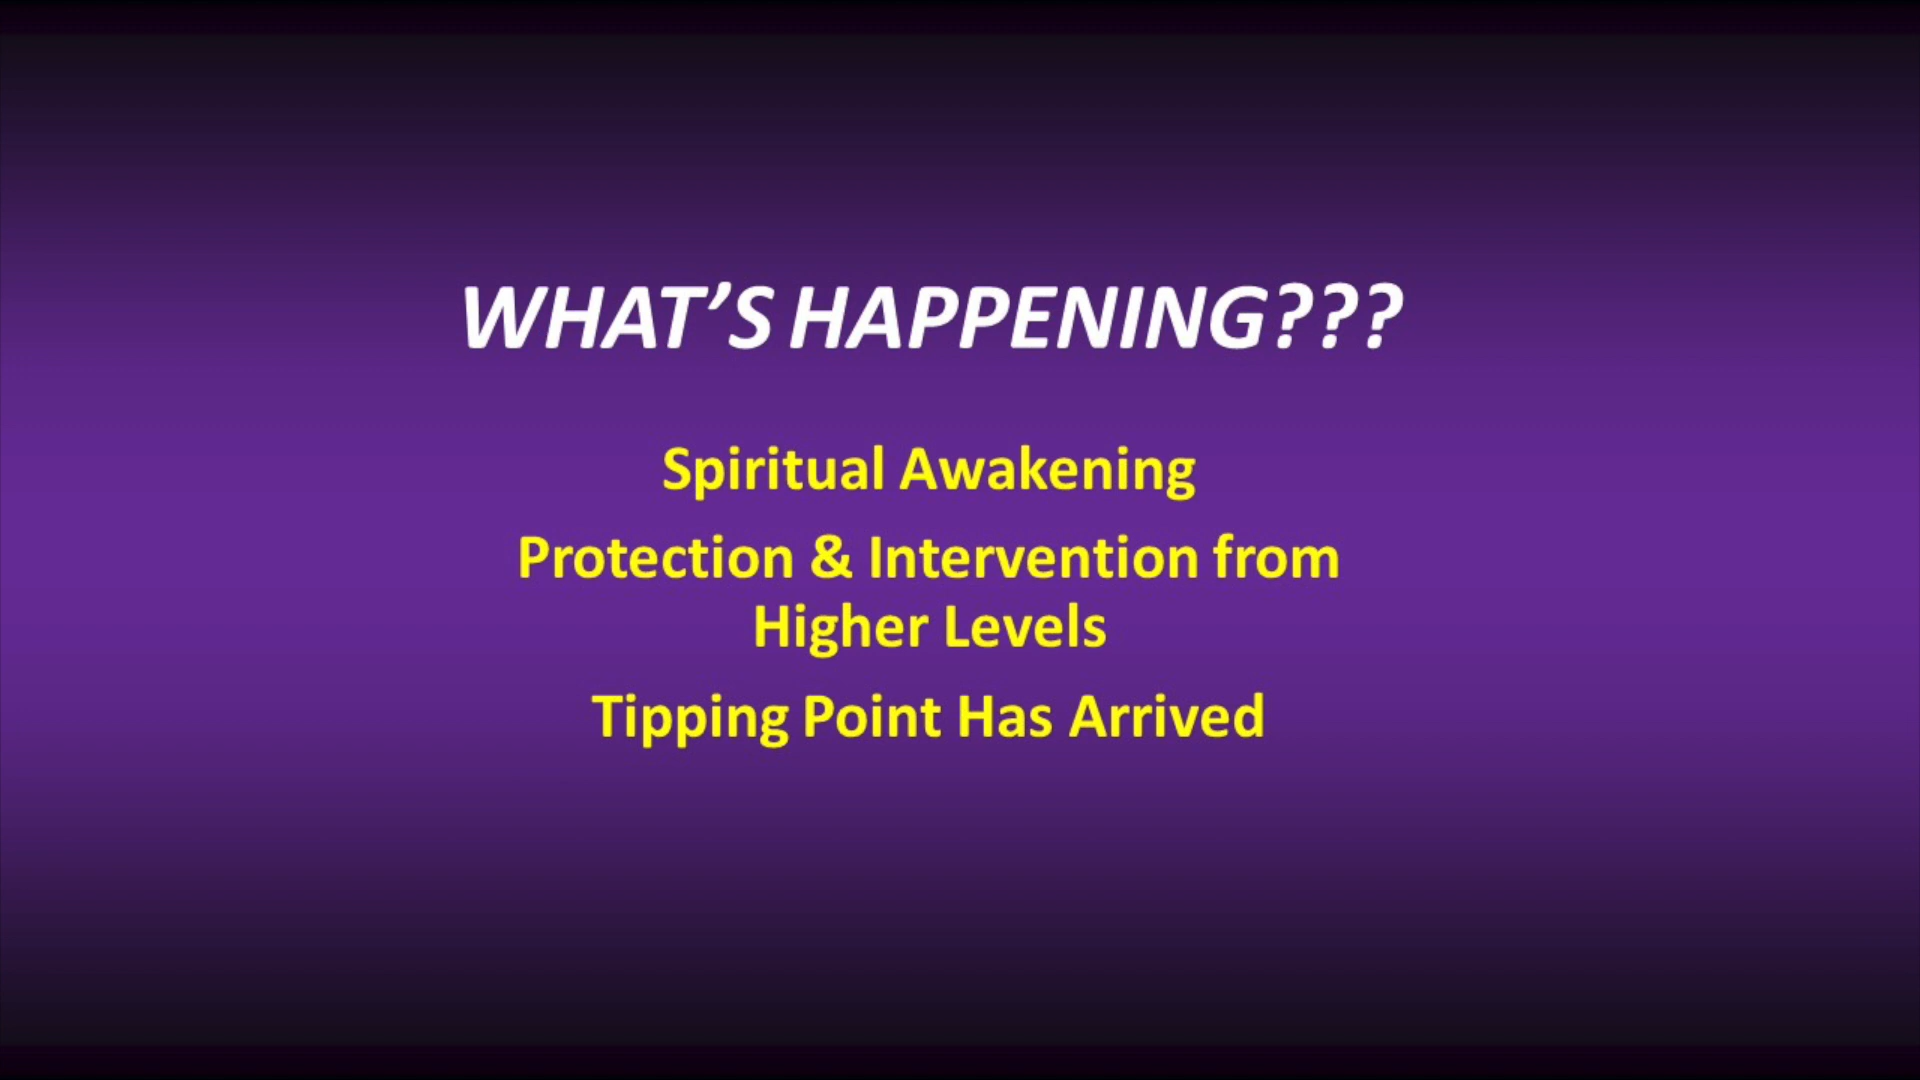 WHAT’S HAPPENING???
Spiritual Awakening
Protection & Intervention from
Higher Levels
Tipping Point Has Arrived